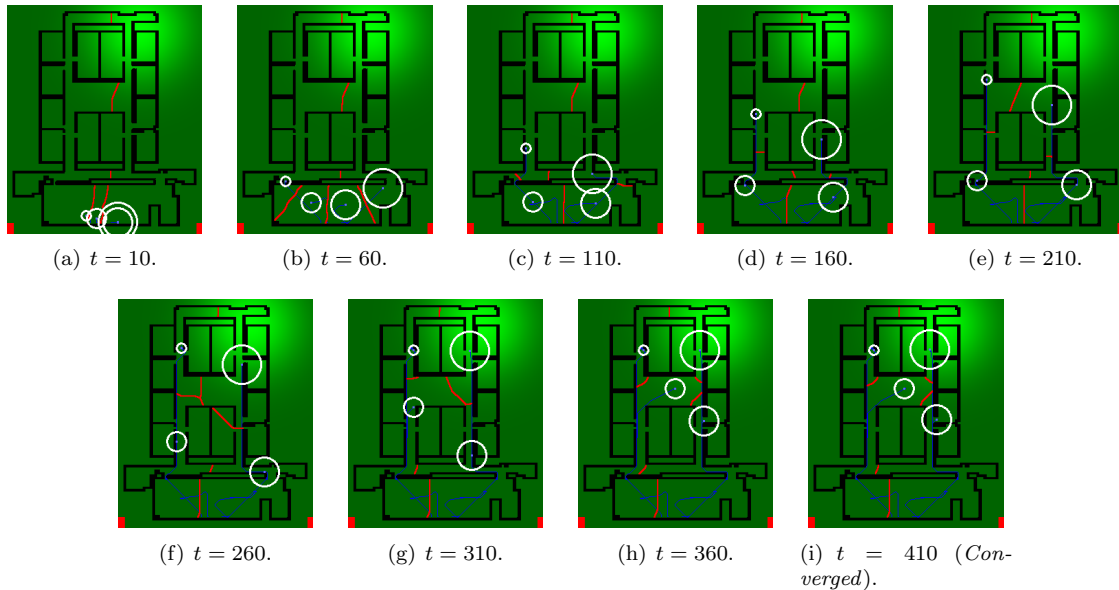 (a) t = 10.
(b) t = 60.
(c) t = 110.
(d) t = 160.
(e) t = 210.
(f) t = 260.
(g) t = 310.
(h) t = 360.
(i) t = 410 (Con-
verged).